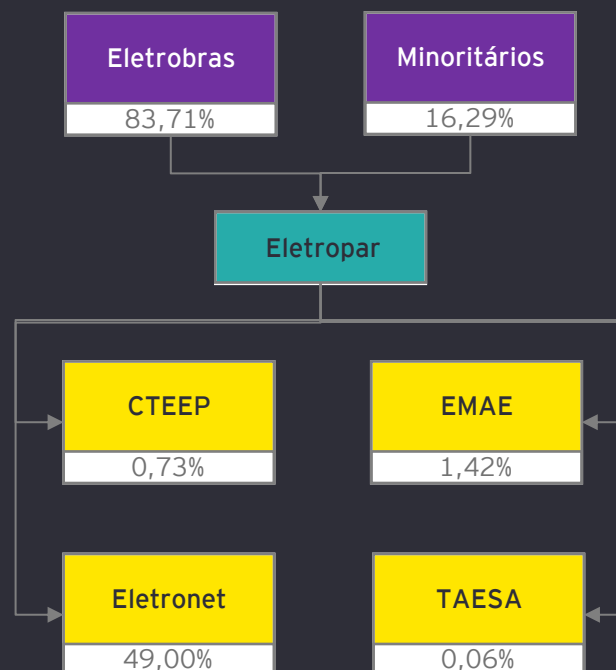 Eletrobras
83,71%
Minoritários
16,29%
Eletropar
CTEEP
0,73%
EMAE
1,42%
Eletronet
49,00%
TAESA
0,06%